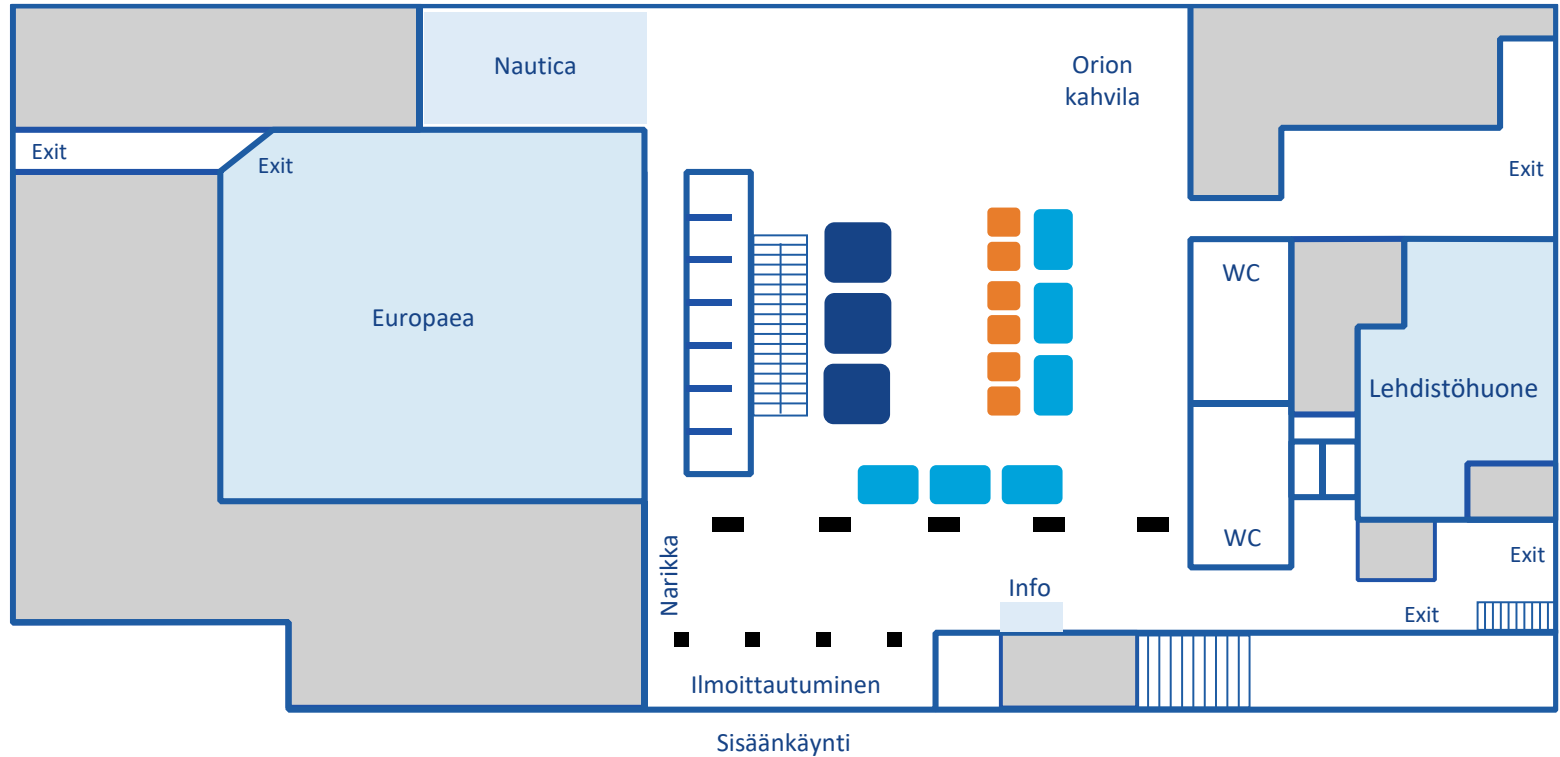 Nautica
Orion
kahvila
Exit
Exit
Exit
WC
Europaea
Lehdistöhuone
WC
Exit
Narikka
Info
Exit
Ilmoittautuminen
Sisäänkäynti